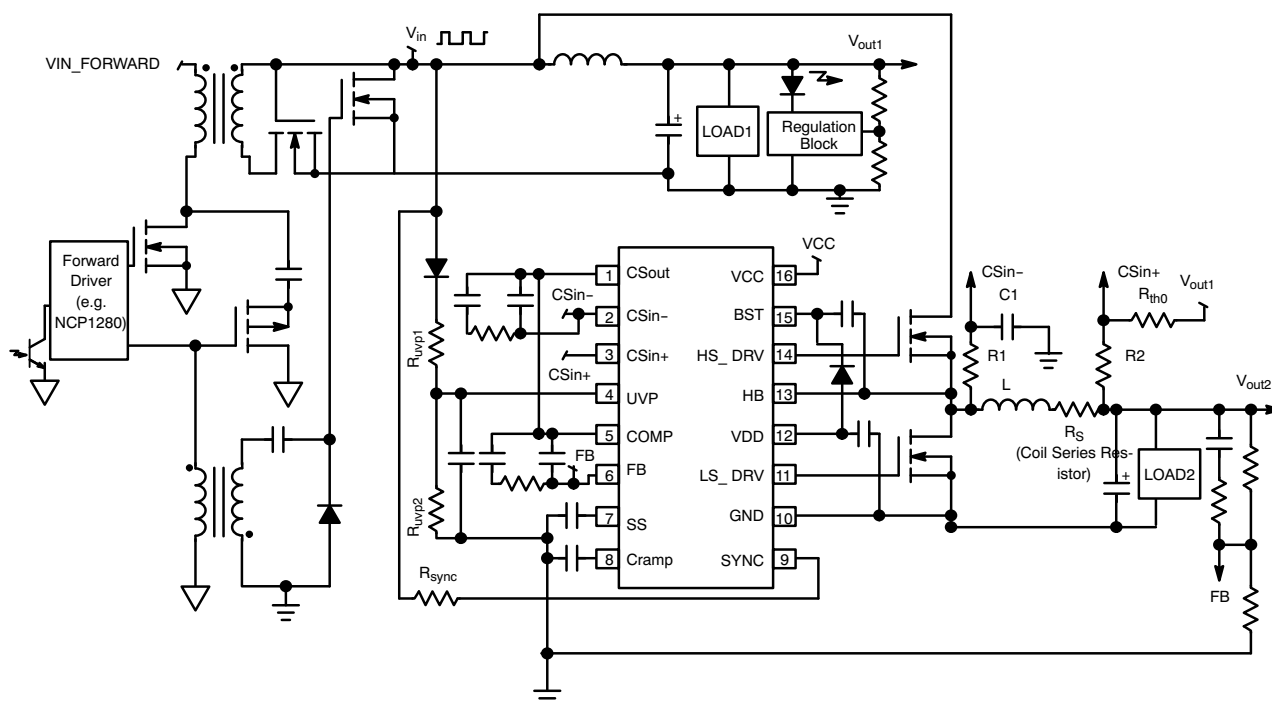 Vin
VIN_FORWARD
Vout1
+
LOAD1
Regulation
Block
Forward
Driver
(e.g.
NCP1280)
CSin−
CSin+
Ruvp1
Ruvp2
FB
Rsync
1 CSout
2 CSin−
3 CSin+
4 UVP
5 COMP
6 FB
7 SS
8 Cramp
VCC
VCC 16
BST 15
HS_DRV 14
HB 13
VDD 12
LS_DRV 11
GND 10
SYNC 9
CSin−
C1
R1
CSin+
Rth0
Vout1
R2
L
RS
(Coil Series Res-
istor)
Vout2
+
LOAD2
FB